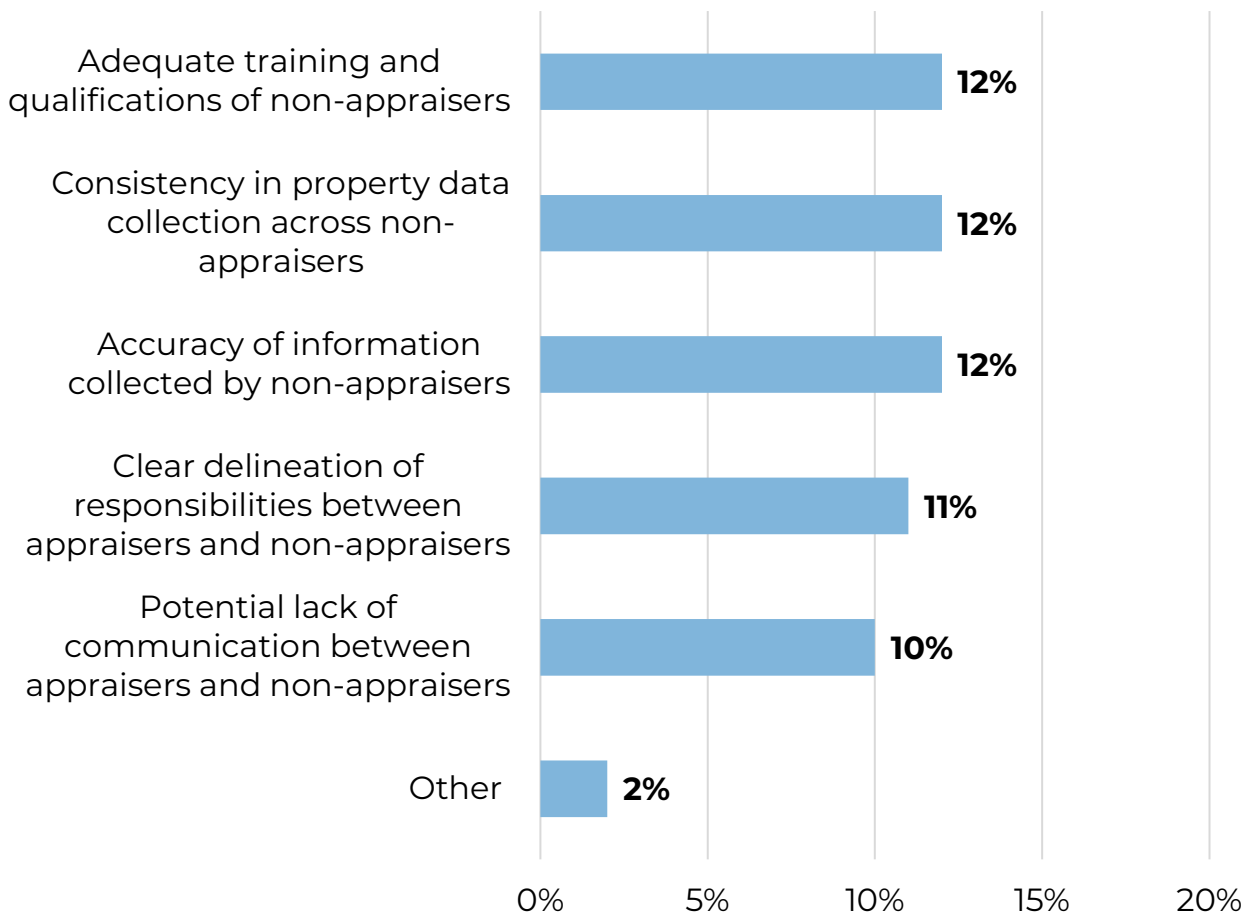 Adequate training and
qualifications of non-appraisers
12%
Consistency in property data
collection across non-
appraisers
12%
Accuracy of information
collected by non-appraisers
12%
Clear delineation of
responsibilities between
appraisers and non-appraisers
11%
Potential lack of
communication between
appraisers and non-appraisers
10%
Other
2%
0% 5% 10% 15% 20%